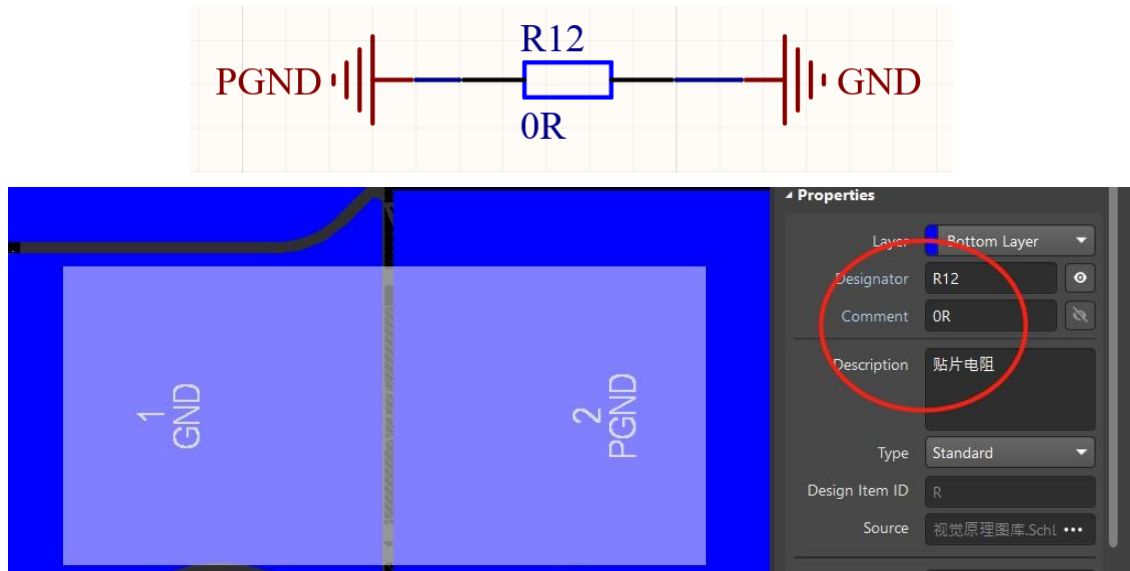 R12
PGND
GND
0R
Properties
Layer
Bottom Layer
Designator
R12
Comment
0R
1
GND
2
PGND
Description
贴片电阻
Type
Standard
Design Item ID
R
Source
视觉原理图库.SchL